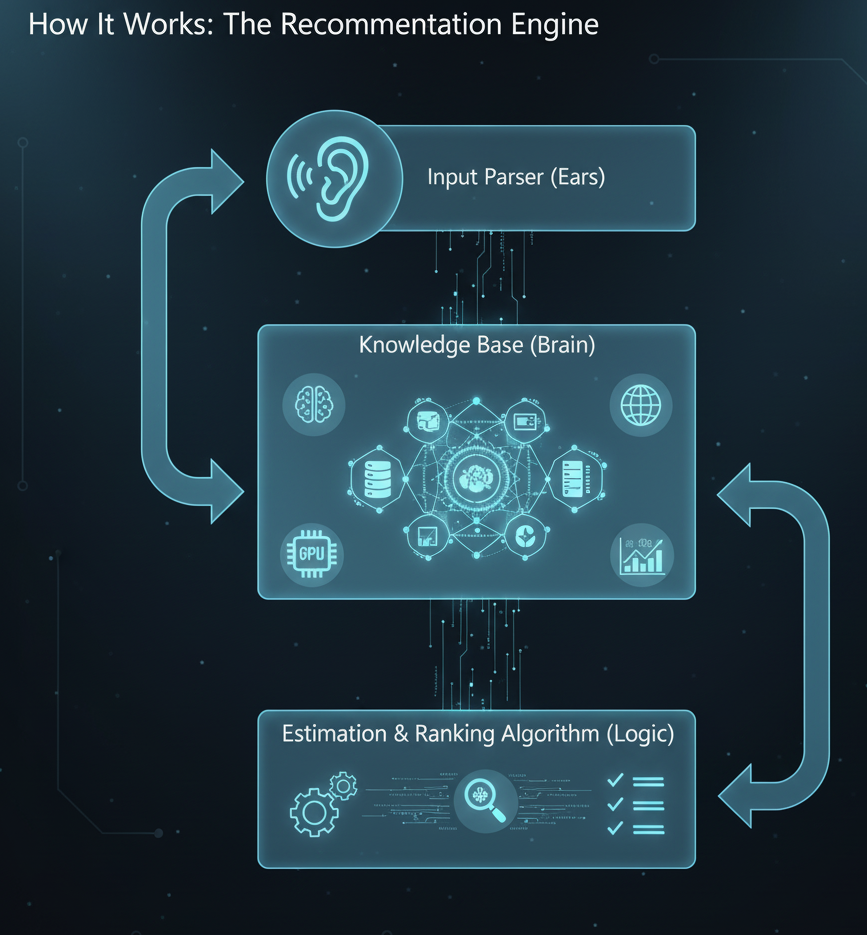 How It Works: The Recommentation Engine
Input Parser (Ears)
Knowledge Base (Brain)
GPU
Estimation & Ranking Algorithm (Logic)